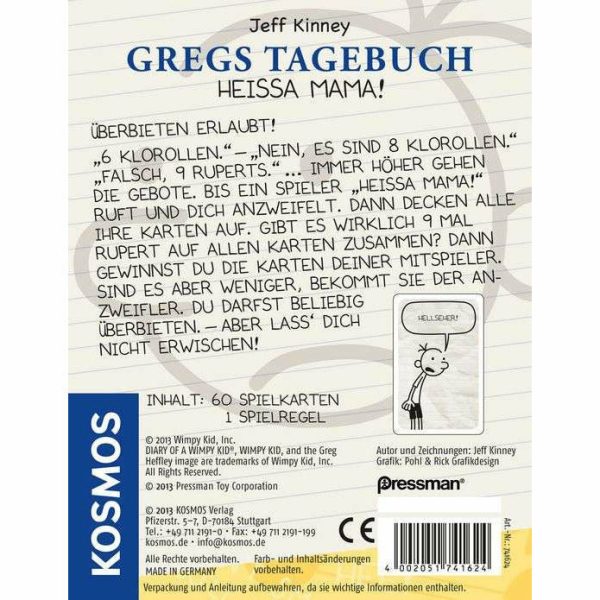 Jeff Kinney
GREGS TAGEBUCH
HEISSA MAMA!
ÜBERBIETEN ERLAUBT!
„6 KLOROLLEN.“ – „NEIN, ES SIND 8 KLOROLLEN.“
„FALSCH, 9 RUPERTS.“ ... IMMER HÖHER GEHEN
DIE GEBOTE. BIS EIN SPIELER „HEISSA MAMA!“
RUFT UND DICH ANZWEIFELT. DANN DECKEN ALLE
IHRE KARTEN AUF. GIBT ES WIRKLICH 9 MAL
RUPERT AUF ALLEN KARTEN ZUSAMMEN? DANN
GEWINNST DU DIE KARTEN DEINER MITSPIELER.
SIND ES ABER WENIGER, BEKOMMT SIE DER AN-
ZWEIFLER. DU DARFST BELIEBIG
ÜBERBIETEN. – ABER LASS‘ DICH
NICHT ERWISCHEN!
HELLSEHER!
INHALT: 60 SPIELKARTEN
1 SPIELREGEL
KOSMOS
© 2013 Wimpy Kid, Inc.
DIARY OF A WIMPY KID®, WIMPY KID, and the Greg
Heffley image are trademarks of Wimpy Kid, Inc.
All Rights Reserved.
© 2013 Pressman Toy Corporation
Autor und Zeichnungen: Jeff Kinney
Grafik: Pohl & Rick Grafikdesign
pressman®
© 2013 KOSMOS Verlag
Pfizerstr. 5–7, D-70184 Stuttgart
Tel.: +49 711 2191-0 • Fax: +49 711 2191-199
kosmos.de • info@kosmos.de
CE
Alle Rechte vorbehalten.
MADE IN GERMANY
Farb- und Inhaltsänderungen
vorbehalten.
4 002051 741624
Art.-Nr.: 741624
Verpackung und Anleitung aufbewahren, da sie wichtige Informationen enthalten.